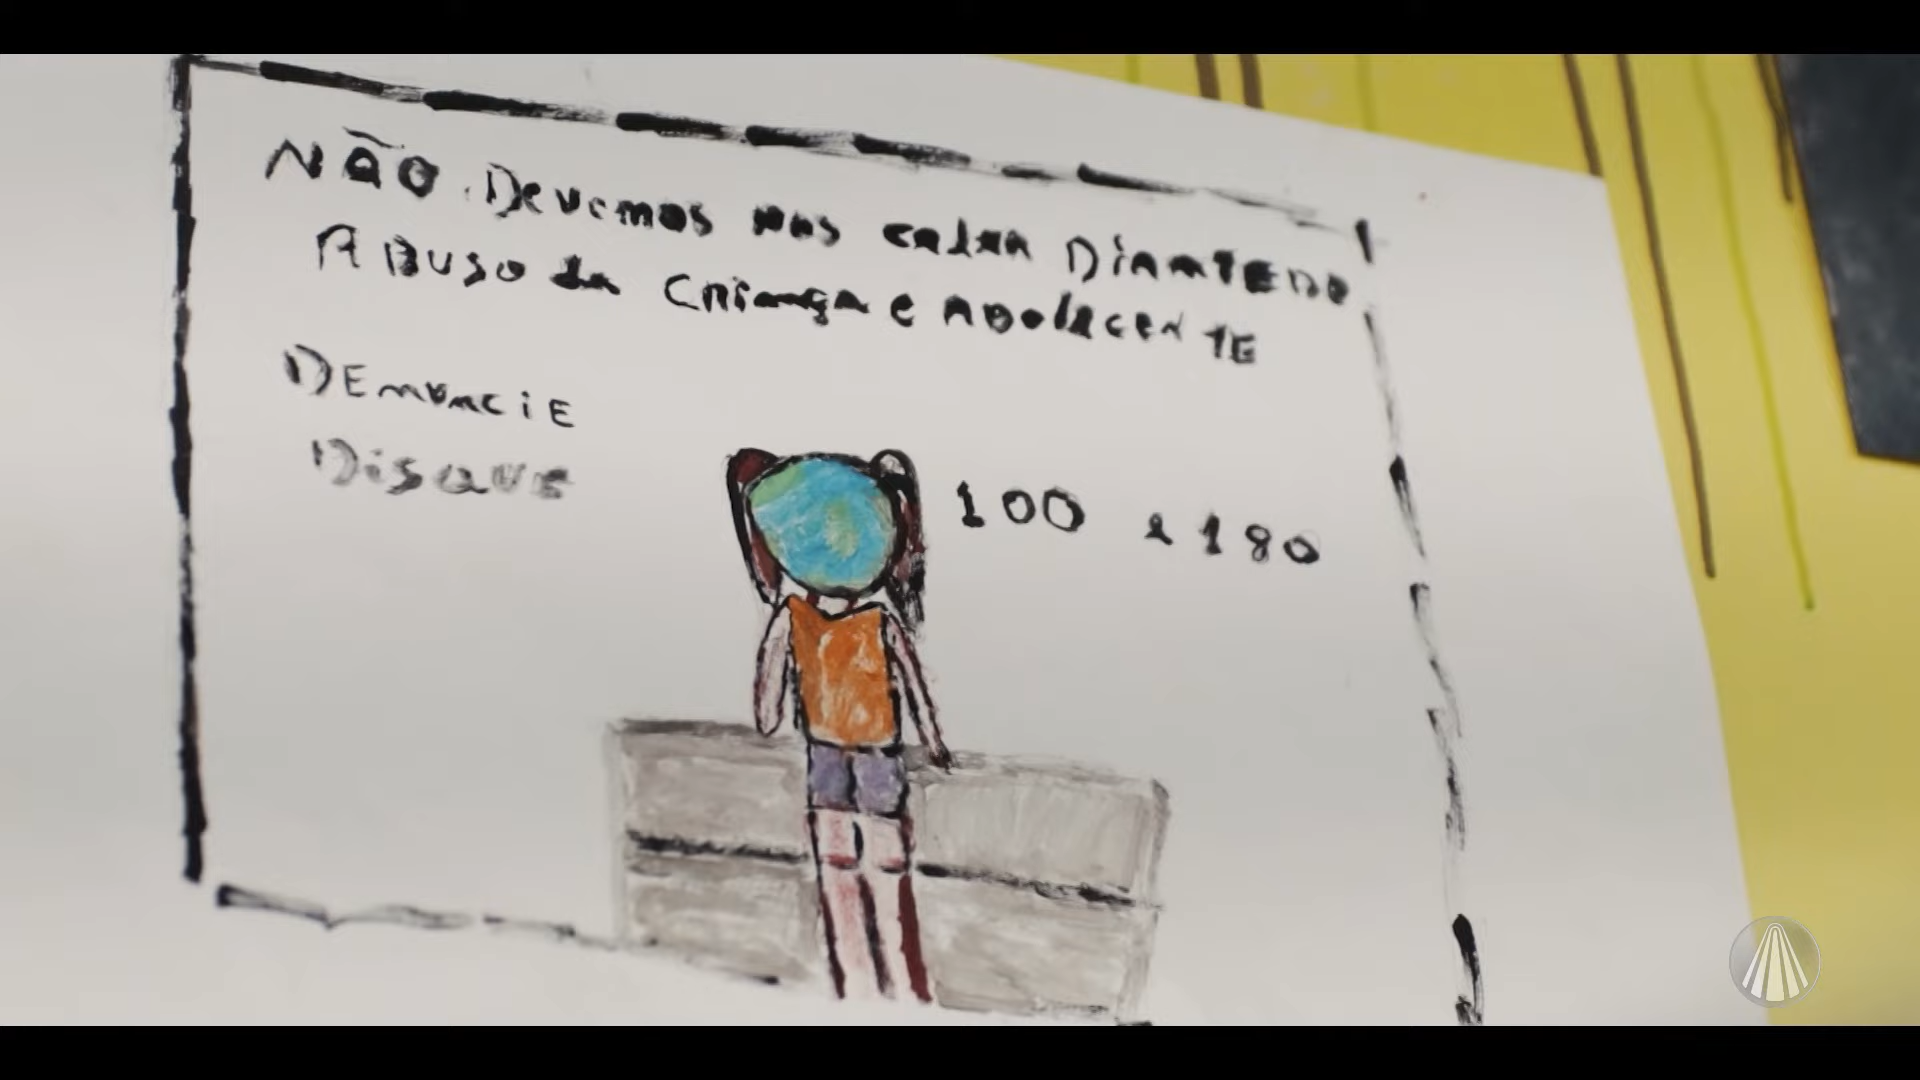 NÃO Devemos nos calar DiANTE DO
ABUSO da CRiança e ADOlecenTE
DENUNCiE
DisQUE
100 e 180